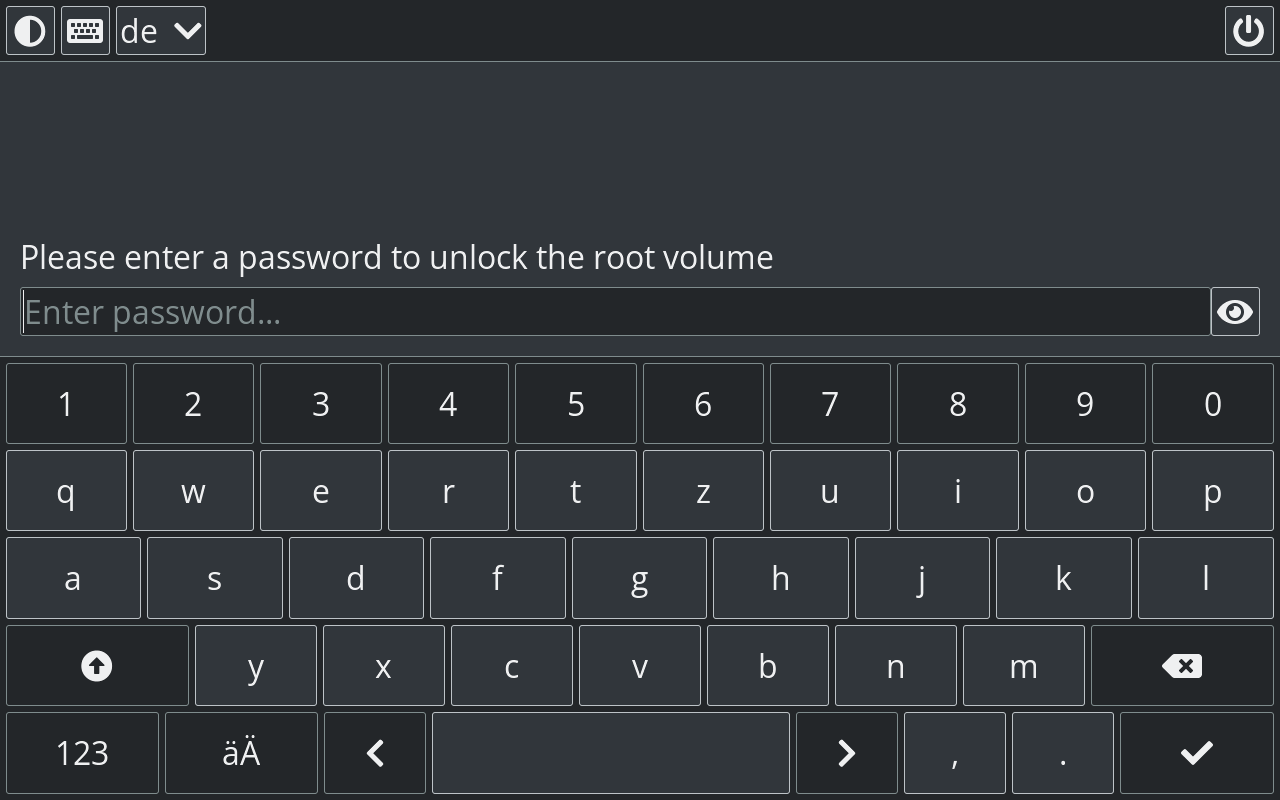 de
Please enter a password to unlock the root volume
Enter password...
1 2 3 4 5 6 7 8 9 0
q w e r t z u i o p
a s d f g h j k l
y x c v b n m
123 äÄ , .